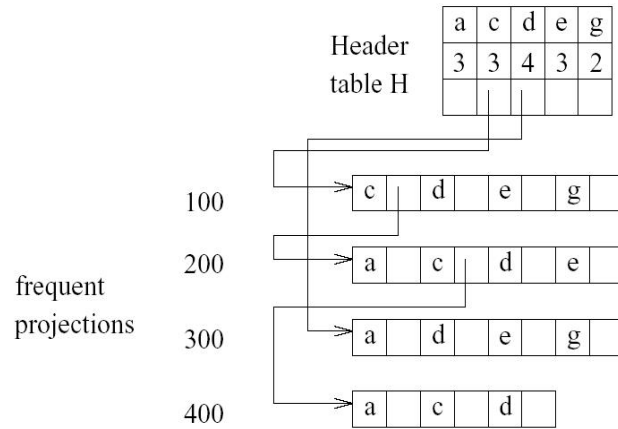 a c d e g
Header
3 3 4 3 2
table H
100 c d e g
200 a c d e
frequent
projections
300 a d e g
400 a c d